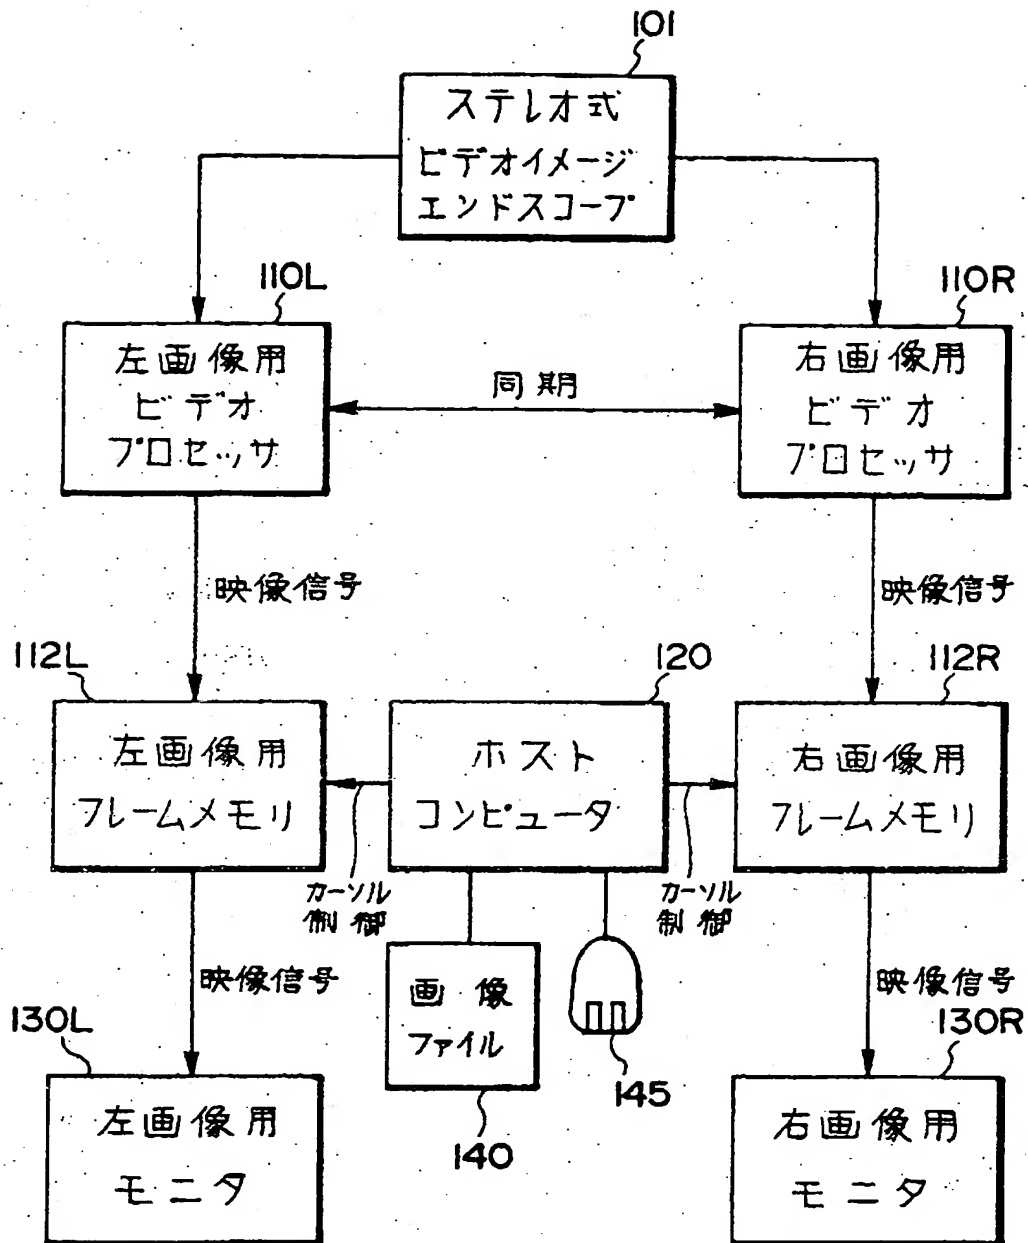 101
ステレオ式
ビデオイメージ
エンドスコープ
110L
110R
左画像用
ビデオ
プロセッサ
同期
右画像用
ビデオ
プロセッサ
映像信号
映像信号
112L
120
112R
左画像用
フレームメモリ
ホスト
コンピュータ
右画像用
フレームメモリ
カーソル
制御
カーソル
制御
映像信号
画像
ファイル
映像信号
130L
145
130R
140
左画像用
モニタ
右画像用
モニタ